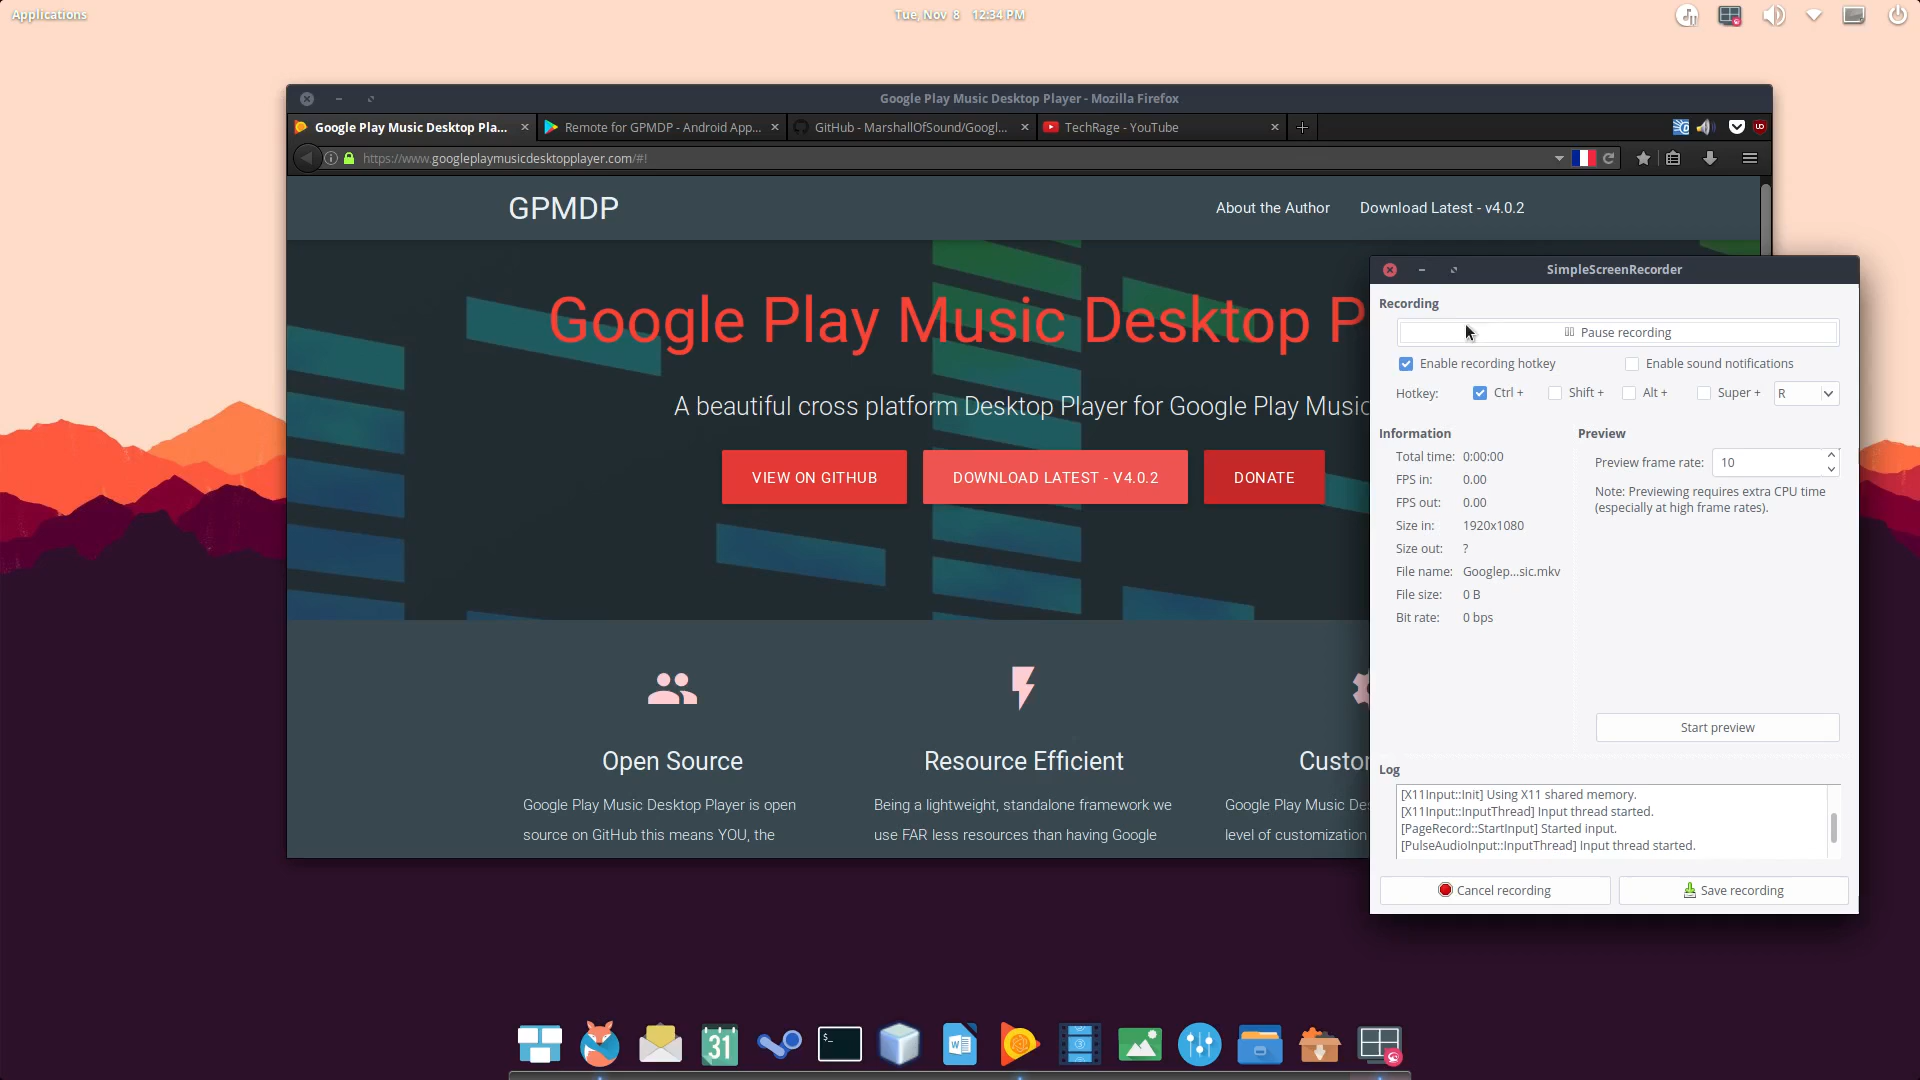 Applications
Tue, Nov 8 12:34 PM
Google Play Music Desktop Player - Mozilla Firefox
Google Play Music Desktop Pla...
Remote for GPMDP - Android App...
GitHub - MarshallOfSound/Googl...
TechRage - YouTube
https://www.googleplaymusicdesktopplayer.com/#!
GPMDP
About the Author
Download Latest - v4.0.2
Google Play Music Desktop P
A beautiful cross platform Desktop Player for Google Play Music
VIEW ON GITHUB
DOWNLOAD LATEST - V4.0.2
DONATE
Open Source
Google Play Music Desktop Player is open
source on GitHub this means YOU, the
Resource Efficient
Being a lightweight, standalone framework we
use FAR less resources than having Google
Custo
Google Play Music De
level of customization
SimpleScreenRecorder
Recording
Pause recording
Enable recording hotkey
Enable sound notifications
Hotkey: Ctrl + Shift + Alt + Super + R
Information
Total time: 0:00:00
FPS in: 0.00
FPS out: 0.00
Size in: 1920x1080
Size out: ?
File name: Googlep...sic.mkv
File size: 0 B
Bit rate: 0 bps
Preview
Preview frame rate: 10
Note: Previewing requires extra CPU time
(especially at high frame rates).
Start preview
Log
[X11Input::Init] Using X11 shared memory.
[X11Input::InputThread] Input thread started.
[PageRecord::StartInput] Started input.
[PulseAudioInput::InputThread] Input thread started.
Cancel recording
Save recording
31
$_
W